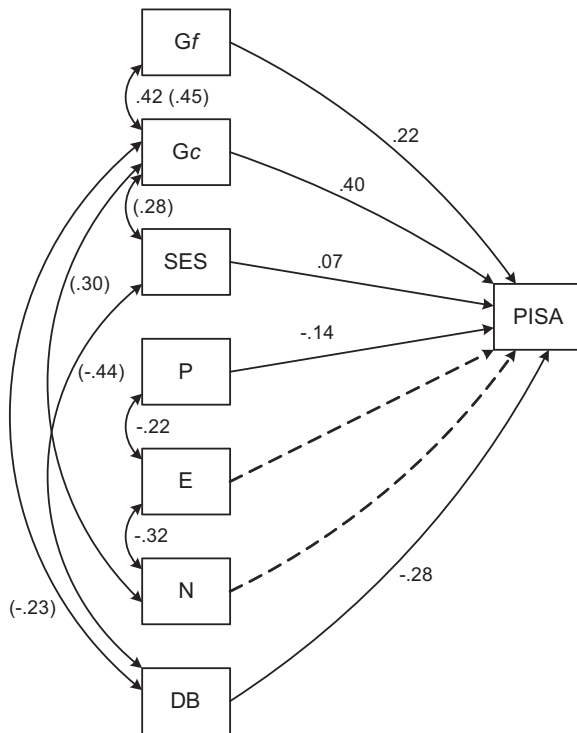 Gf
.42 (.45)
.22
Gc
.40
(.28)
SES
.07
(.30)
PISA
-.14
P
(-.44)
-.22
E
-.32
N
-.28
(-.23)
DB